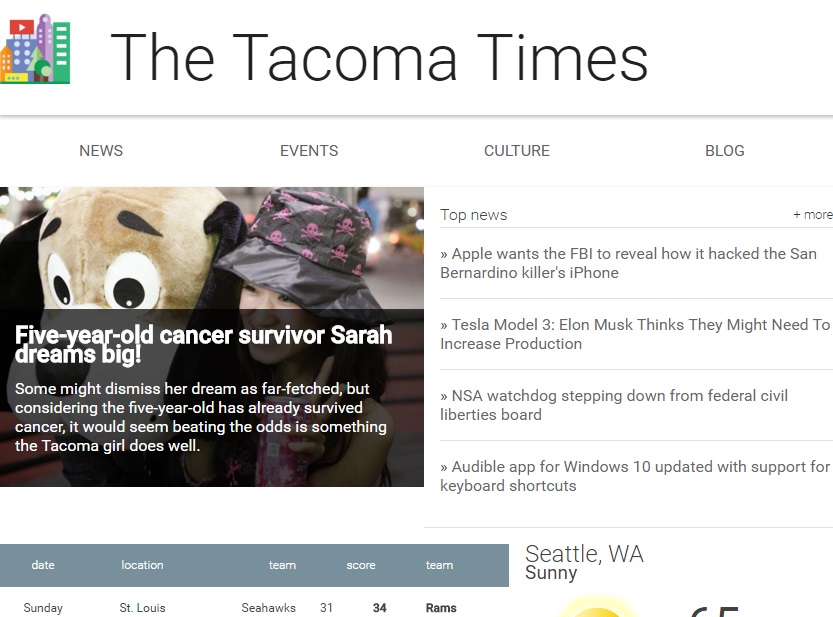 The Tacoma Times
NEWS EVENTS CULTURE BLOG
Five-year-old cancer survivor Sarah
dreams big!
Some might dismiss her dream as far-fetched, but
considering the five-year-old has already survived
cancer, it would seem beating the odds is something
the Tacoma girl does well.
Top news + more
» Apple wants the FBI to reveal how it hacked the San
Bernardino killer's iPhone
» Tesla Model 3: Elon Musk Thinks They Might Need To
Increase Production
» NSA watchdog stepping down from federal civil
liberties board
» Audible app for Windows 10 updated with support for
keyboard shortcuts
date location team score team
Sunday St. Louis Seahawks 31 34 Rams
Seattle, WA
Sunny